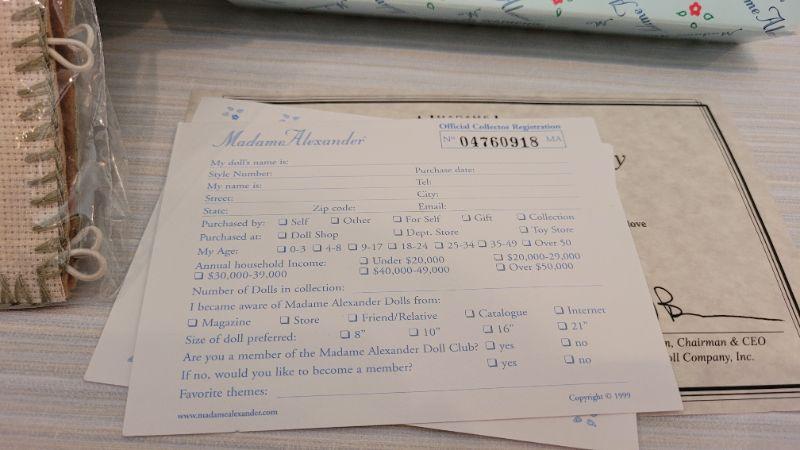 Madame Alexander
Official Collector Registration
Nº 04760918 MA
My doll's name is:
Style Number: Purchase date:
My name is: Tel:
Street: City:
State: Zip code: Email:
Purchased by: ☐ Self ☐ Other ☐ For Self ☐ Gift ☐ Collection
Purchased at: ☐ Doll Shop ☐ Dept. Store ☐ Toy Store
My Age: ☐ 0-3 ☐ 4-8 ☐ 9-17 ☐ 18-24 ☐ 25-34 ☐ 35-49 ☐ Over 50
Annual household Income: ☐ Under $20,000 ☐ $20,000-29,000
☐ $30,000-39,000 ☐ $40,000-49,000 ☐ Over $50,000
Number of Dolls in collection:
I became aware of Madame Alexander Dolls from:
☐ Magazine ☐ Store ☐ Friend/Relative ☐ Catalogue ☐ Internet
Size of doll preferred: ☐ 8" ☐ 10" ☐ 16" ☐ 21"
Are you a member of the Madame Alexander Doll Club? ☐ yes ☐ no
If no, would you like to become a member? ☐ yes ☐ no
Favorite themes:
www.madamealexander.com
Copyright © 1999
y
love
n, Chairman & CEO
oll Company, Inc.